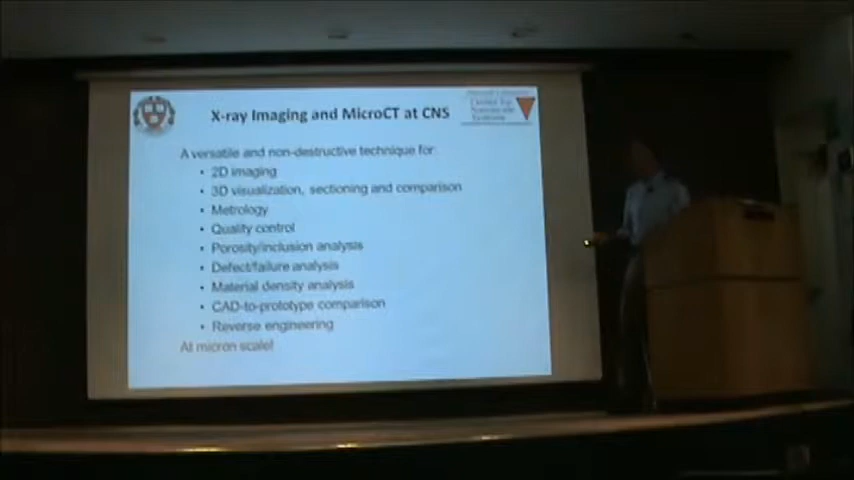 X-ray Imaging and MicroCT at CNS
A versatile and non-destructive technique for:
• 2D imaging
• 3D visualization, sectioning and comparison
• Metrology
• Quality control
• Porosity/inclusion analysis
• Defect/failure analysis
• Material density analysis
• CAD-to-prototype comparison
• Reverse engineering
At micron scale!